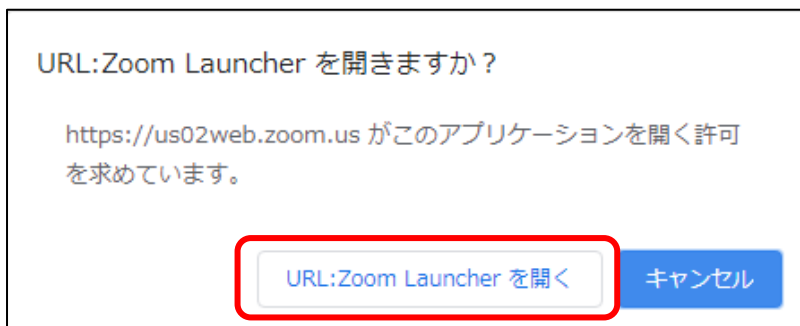 URL:Zoom Launcher を開きますか？
https://us02web.zoom.us がこのアプリケーションを開く許可
を求めています。
URL:Zoom Launcher を開く キャンセル